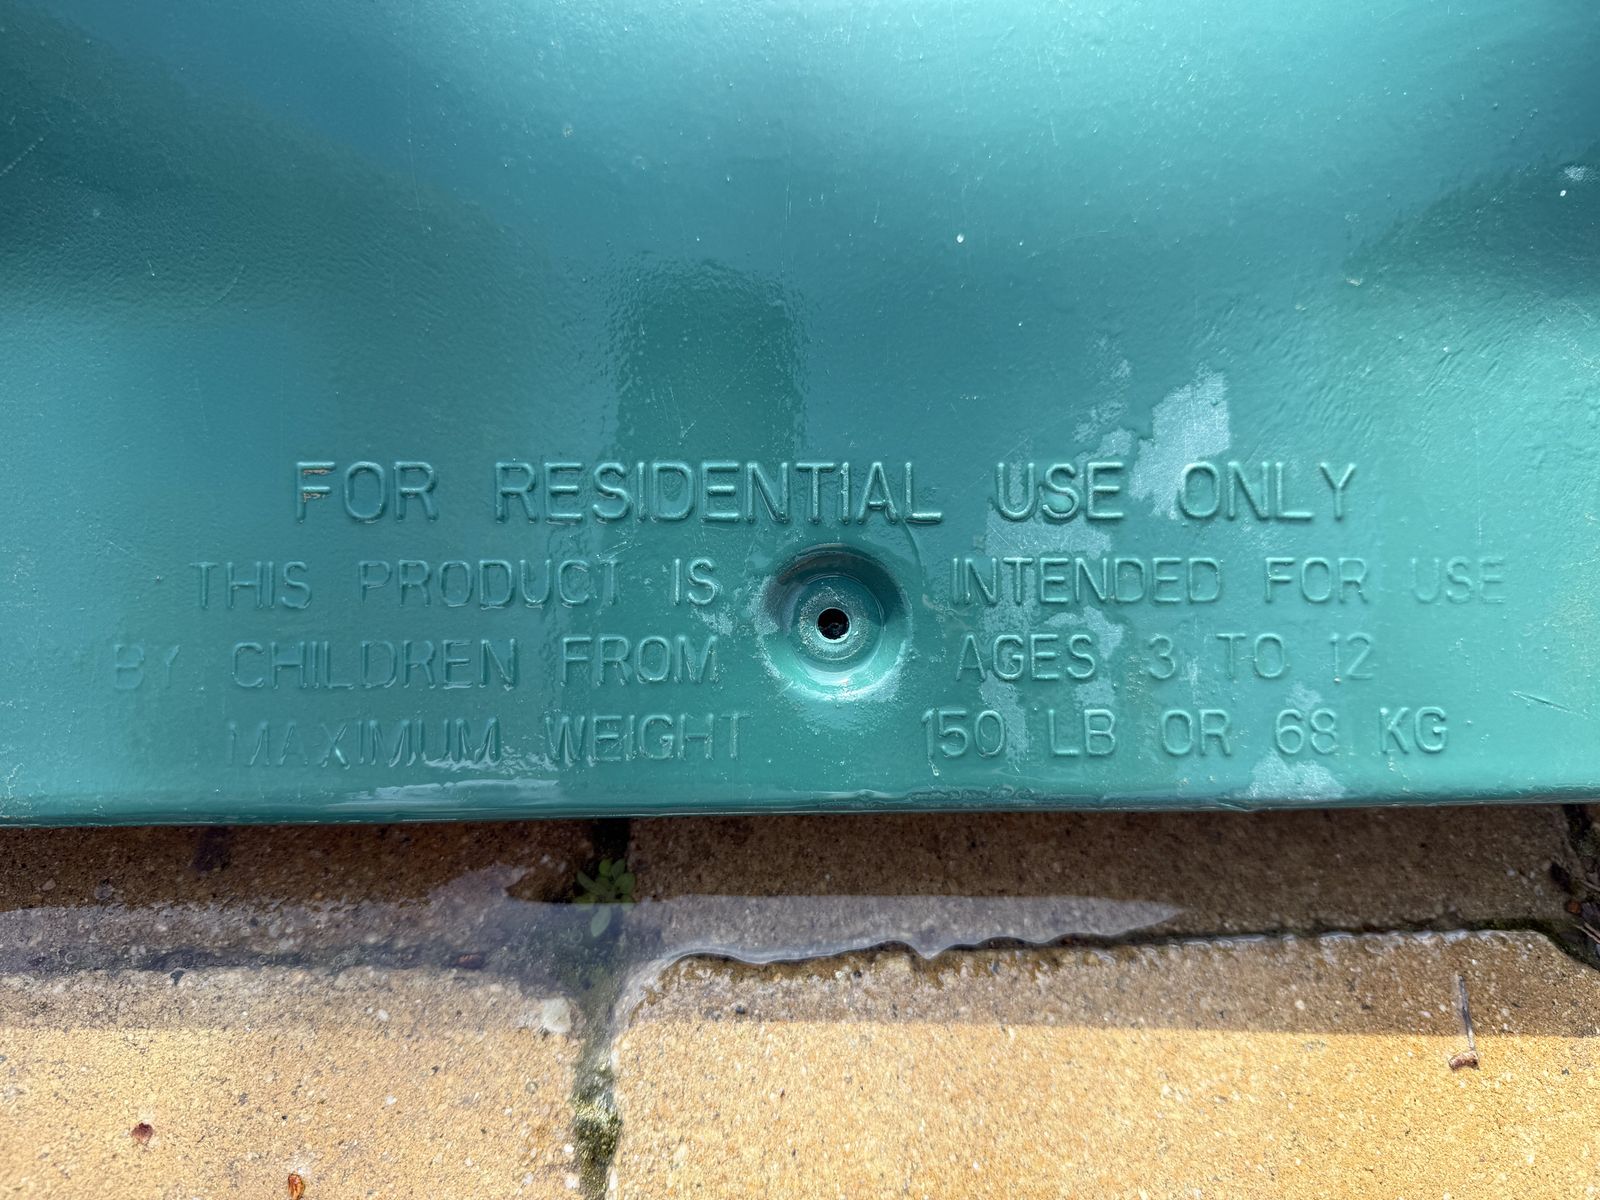 FOR RESIDENTIAL USE ONLY
THIS PRODUCT IS INTENDED FOR USE
BY CHILDREN FROM AGES 3 TO 12
MAXIMUM WEIGHT 150 LB OR 68 KG